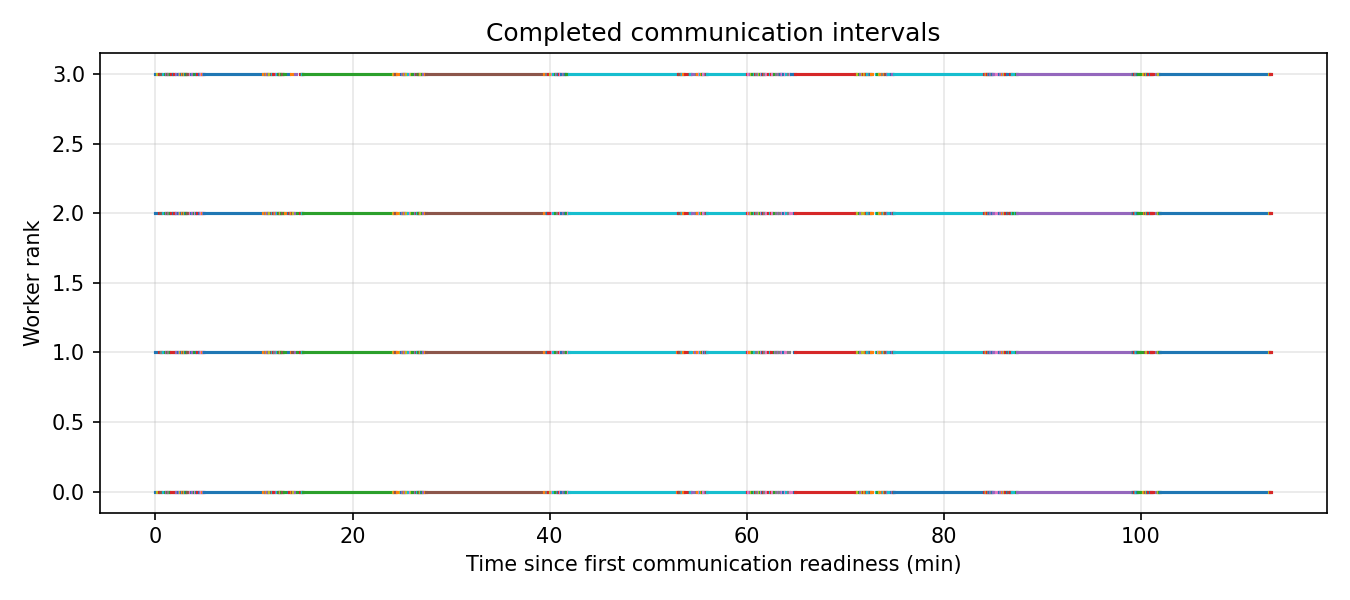 Completed communication intervals
Worker rank
3.0
2.5
2.0
1.5
1.0
0.5
0.0
0 20 40 60 80 100
Time since first communication readiness (min)